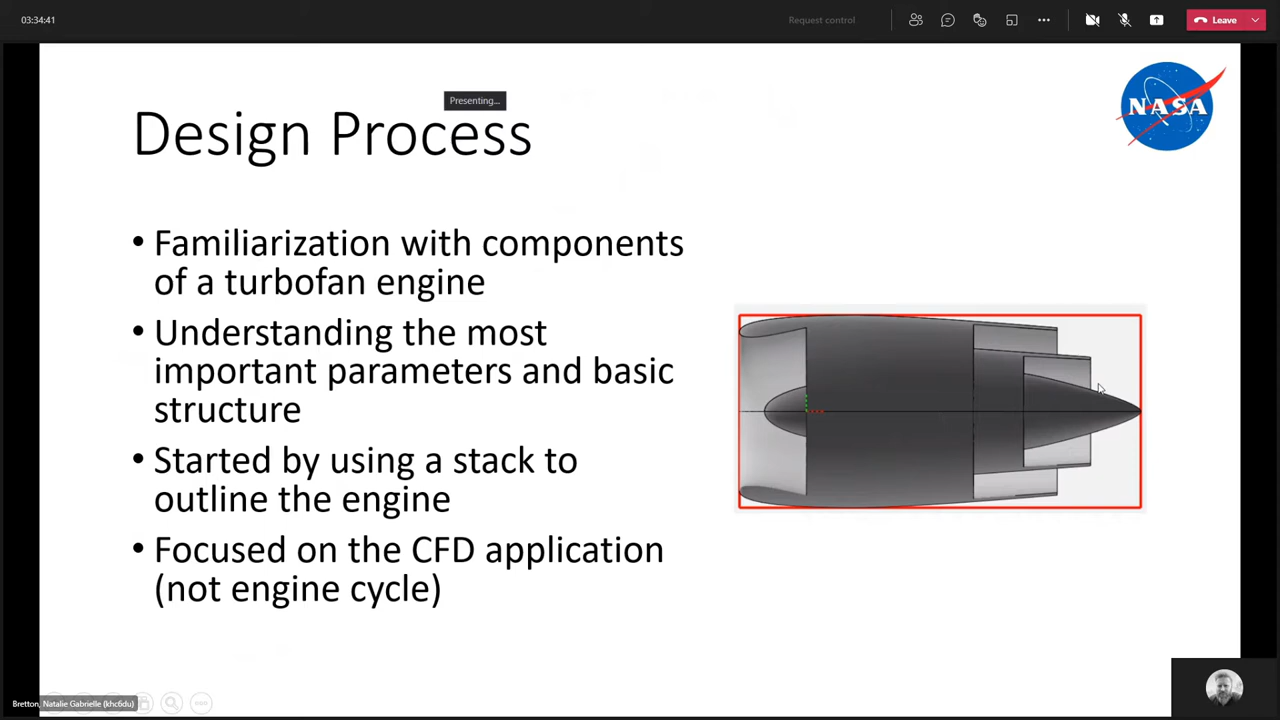 03:34:41
Request control
Leave
Presenting...
NASA
Design Process
• Familiarization with components
of a turbofan engine
• Understanding the most
important parameters and basic
structure
• Started by using a stack to
outline the engine
• Focused on the CFD application
(not engine cycle)
Bretton, Natalie Gabrielle (khc6du)